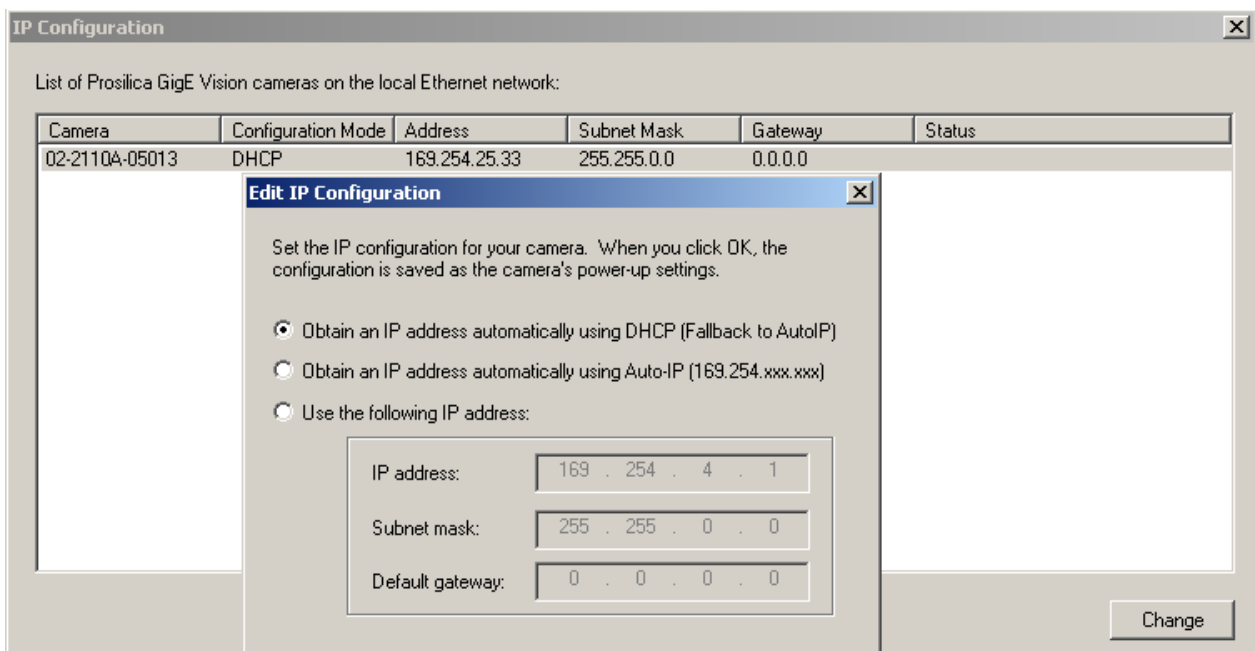 IP Configuration
List of Prosilica GigE Vision cameras on the local Ethernet network:
Camera Configuration Mode Address Subnet Mask Gateway Status
02-2110A-05013 DHCP 169.254.25.33 255.255.0.0 0.0.0.0
Edit IP Configuration
Set the IP configuration for your camera. When you click OK, the
configuration is saved as the camera's power-up settings.
Obtain an IP address automatically using DHCP (Fallback to AutoIP)
Obtain an IP address automatically using Auto-IP (169.254.xxx.xxx)
Use the following IP address:
IP address: 169 . 254 . 4 . 1
Subnet mask: 255 . 255 . 0 . 0
Default gateway: 0 . 0 . 0 . 0
Change